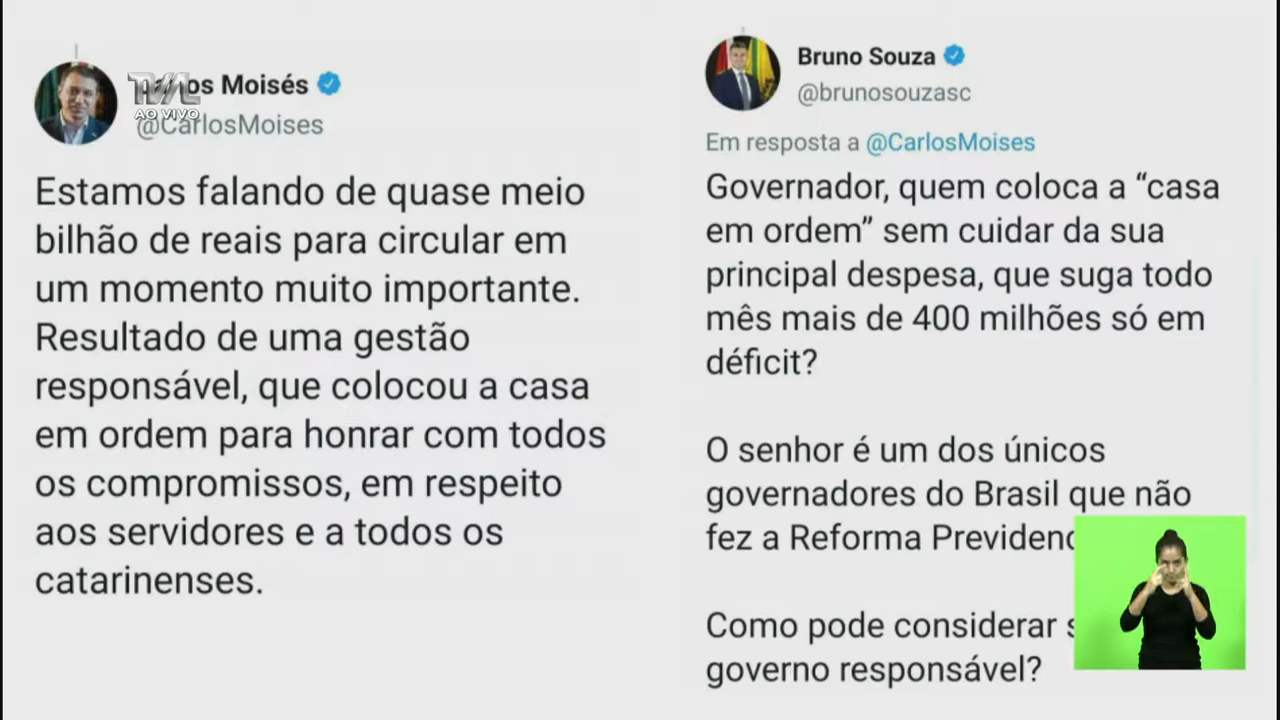 TVAL
AO VIVO
Carlos Moisés
@CarlosMoises
Estamos falando de quase meio
bilhão de reais para circular em
um momento muito importante.
Resultado de uma gestão
responsável, que colocou a casa
em ordem para honrar com todos
os compromissos, em respeito
aos servidores e a todos os
catarinenses.
Bruno Souza
@brunosouzasc
Em resposta a @CarlosMoises
Governador, quem coloca a “casa
em ordem” sem cuidar da sua
principal despesa, que suga todo
mês mais de 400 milhões só em
déficit?
O senhor é um dos únicos
governadores do Brasil que não
fez a Reforma
Como pode considerar
governo responsável?